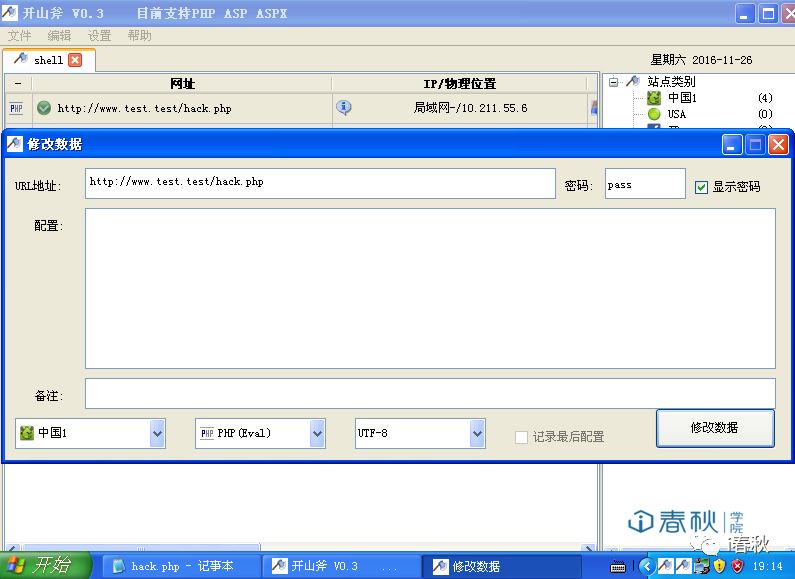 开山斧 V0.3 目前支持PHP ASP ASPX
文件 编辑 设置 帮助
shell 星期六 2016-11-26
- 网址 IP/物理位置 站点类别
PHP http://www.test.test/hack.php 局域网-/10.211.55.6 中国1 (4)
USA (0)
修改数据
URL地址: http://www.test.test/hack.php 密码: pass 显示密码
配置:
备注:
中国1 PHP PHP(Eval) UTF-8 记录最后配置 修改数据
i春秋 学院
i春秋
开始 hack.php - 记事本 开山斧 V0.3 ... 修改数据 19:14